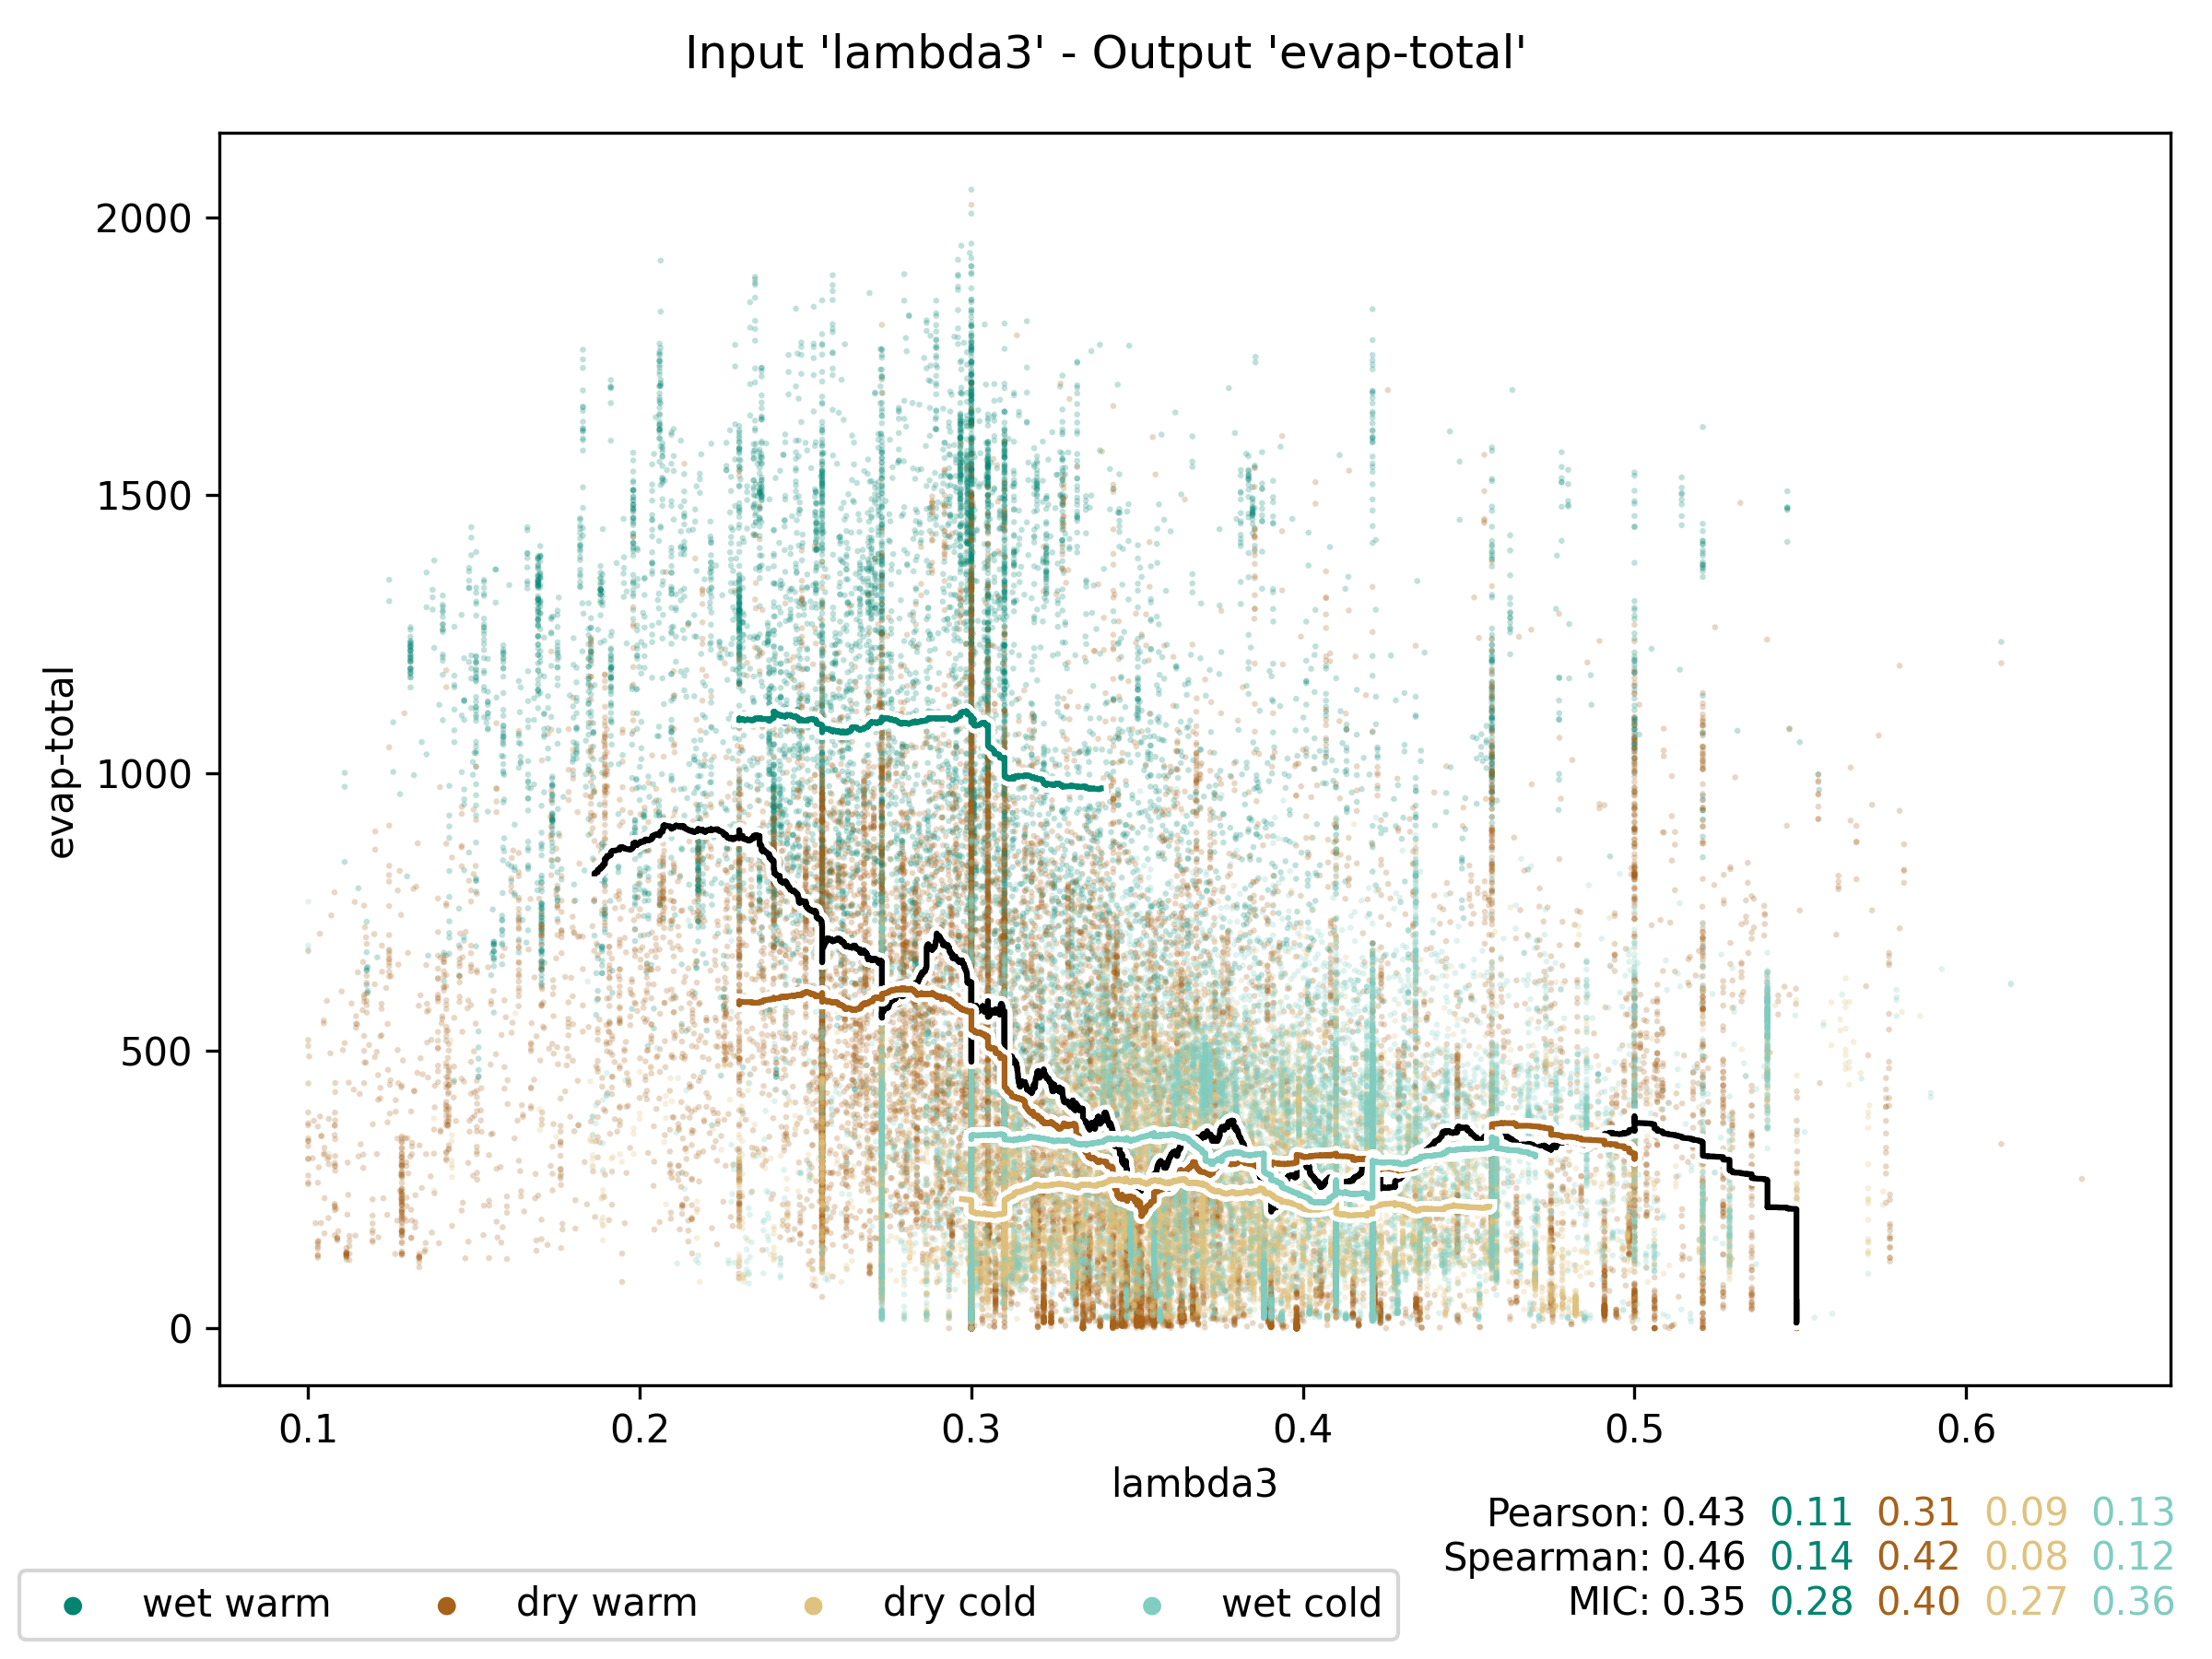 Input 'lambda3' - Output 'evap-total'
2000
1500
1000
500
0
evap-total
0.1 0.2 0.3 0.4 0.5 0.6
lambda3
Pearson: 0.43 0.11 0.31 0.09 0.13
Spearman: 0.46 0.14 0.42 0.08 0.12
MIC: 0.35 0.28 0.40 0.27 0.36
wet warm dry warm dry cold wet cold